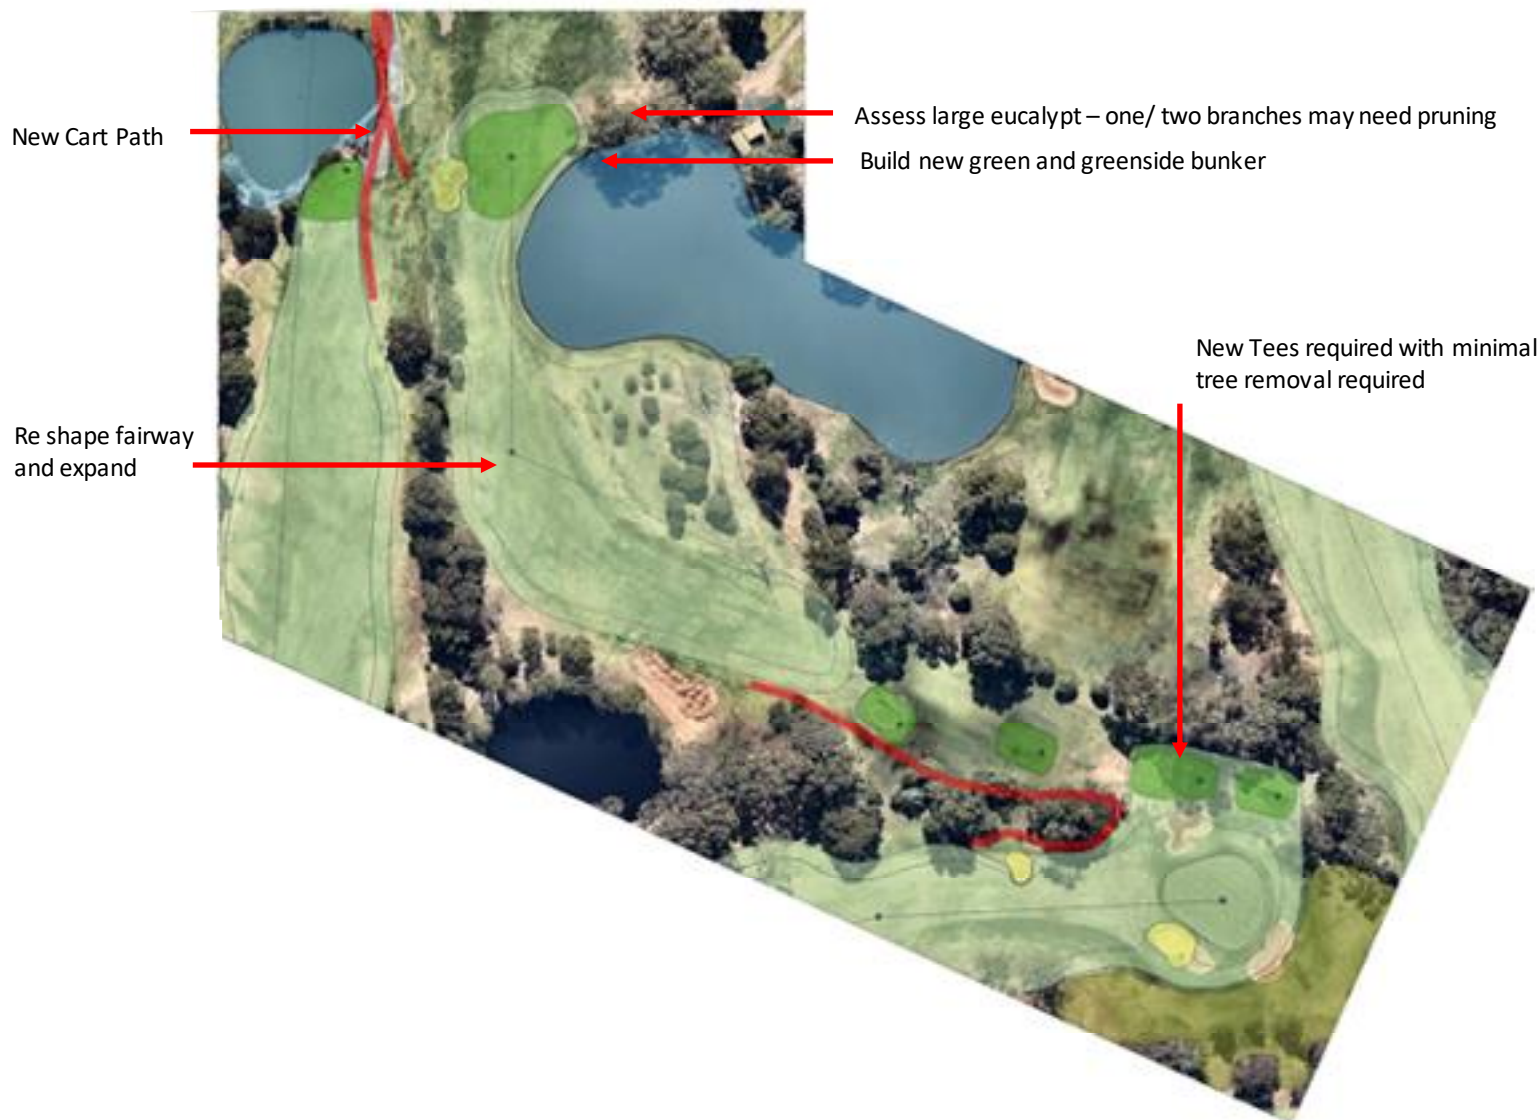 New Cart Path
Assess large eucalypt – one/ two branches may need pruning
Build new green and greenside bunker
New Tees required with minimal
tree removal required
Re shape fairway
and expand